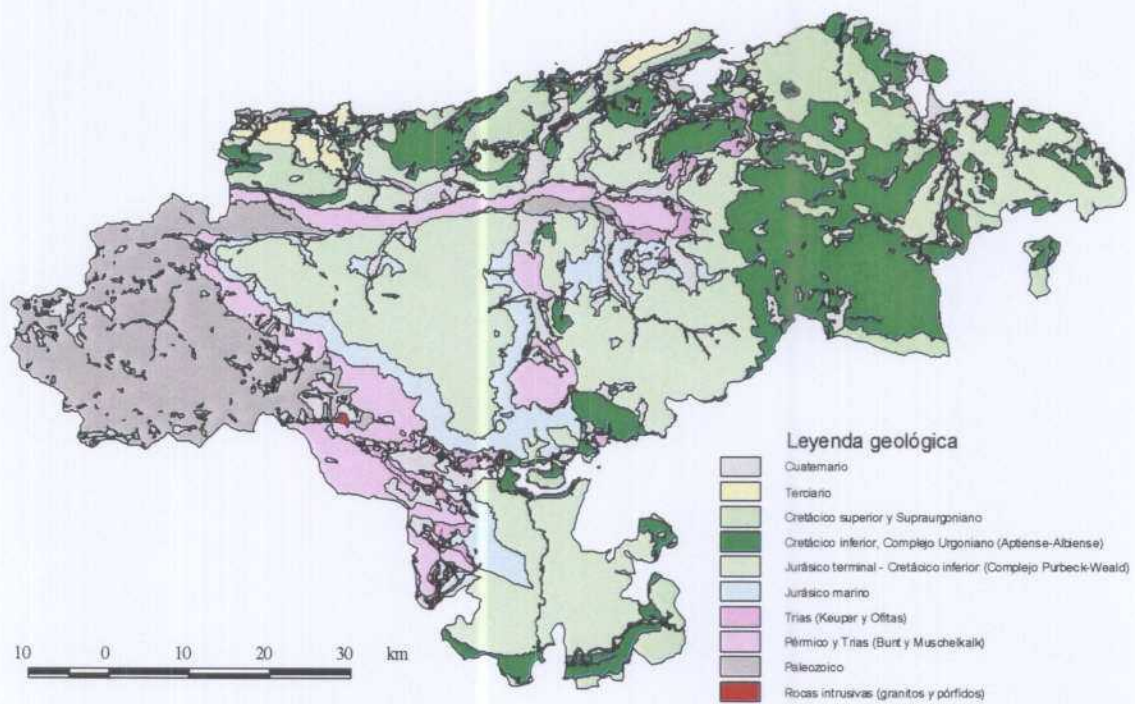 Leyenda geológica
Cuaternario
Terciario
Cretácico superior y Supraurgoniano
Cretácico inferior, Complejo Urgoniano (Aptiense-Albiense)
Jurásico terminal - Cretácico inferior (Complejo Purbeck-Weald)
Jurásico marino
Trias (Keuper y Ofitas)
Pérmico y Trias (Bunt y Muschelkalk)
Paleozoico
Rocas intrusivas (granitos y pórfidos)
10 0 10 20 30 km